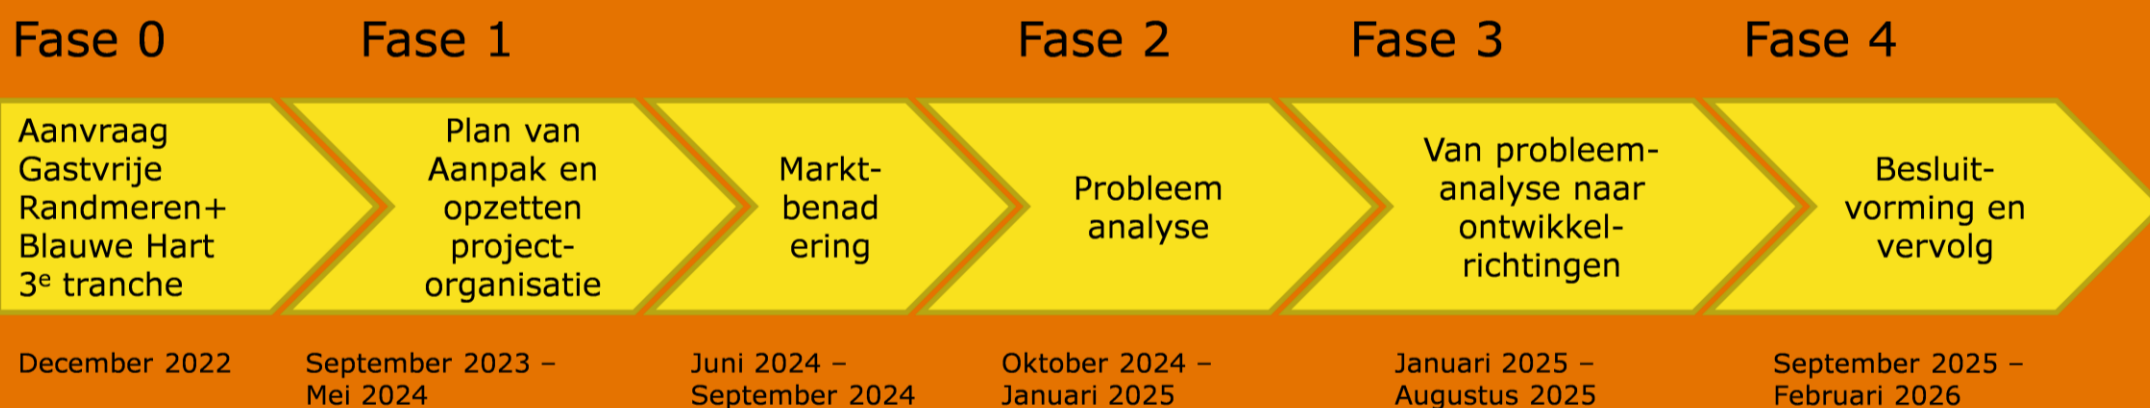 Fase 0
Fase 1
Fase 2
Fase 3
Fase 4
Aanvraag
Gastvrije
Randmeren+
Blauwe Hart
3e tranche
Plan van
Aanpak en
opzetten
project-
organisatie
Markt-
benad
ering
Probleem
analyse
Van probleem-
analyse naar
ontwikkel-
richtingen
Besluit-
vorming en
vervolg
December 2022
September 2023 –
Mei 2024
Juni 2024 –
September 2024
Oktober 2024 –
Januari 2025
Januari 2025 –
Augustus 2025
September 2025 –
Februari 2026